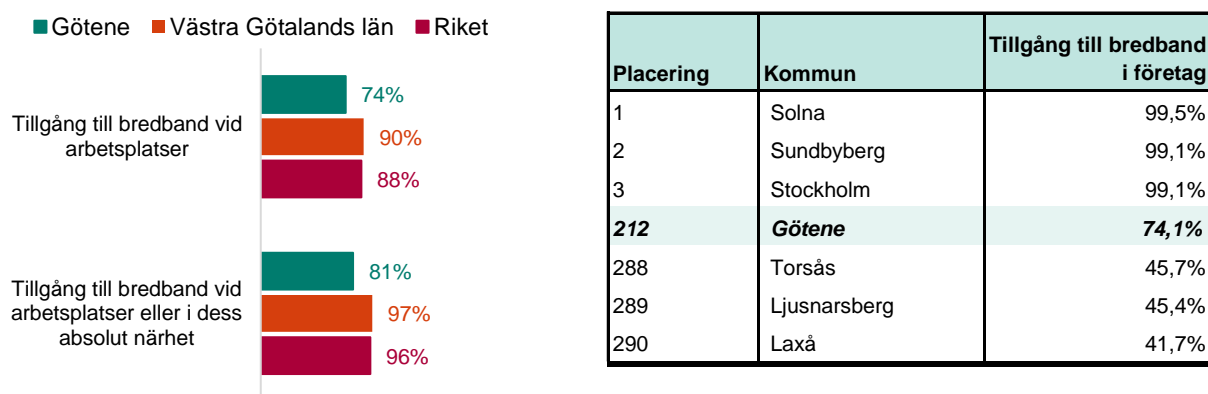 Götene Västra Götalands län Riket
Tillgång till bredband vid
arbetsplatser
74%
90%
88%
Tillgång till bredband vid
arbetsplatser eller i dess
absolut närhet
81%
97%
96%
Placering Kommun Tillgång till bredband
i företag
1 Solna 99,5%
2 Sundbyberg 99,1%
3 Stockholm 99,1%
212 Götene 74,1%
288 Torsås 45,7%
289 Ljusnarsberg 45,4%
290 Laxå 41,7%